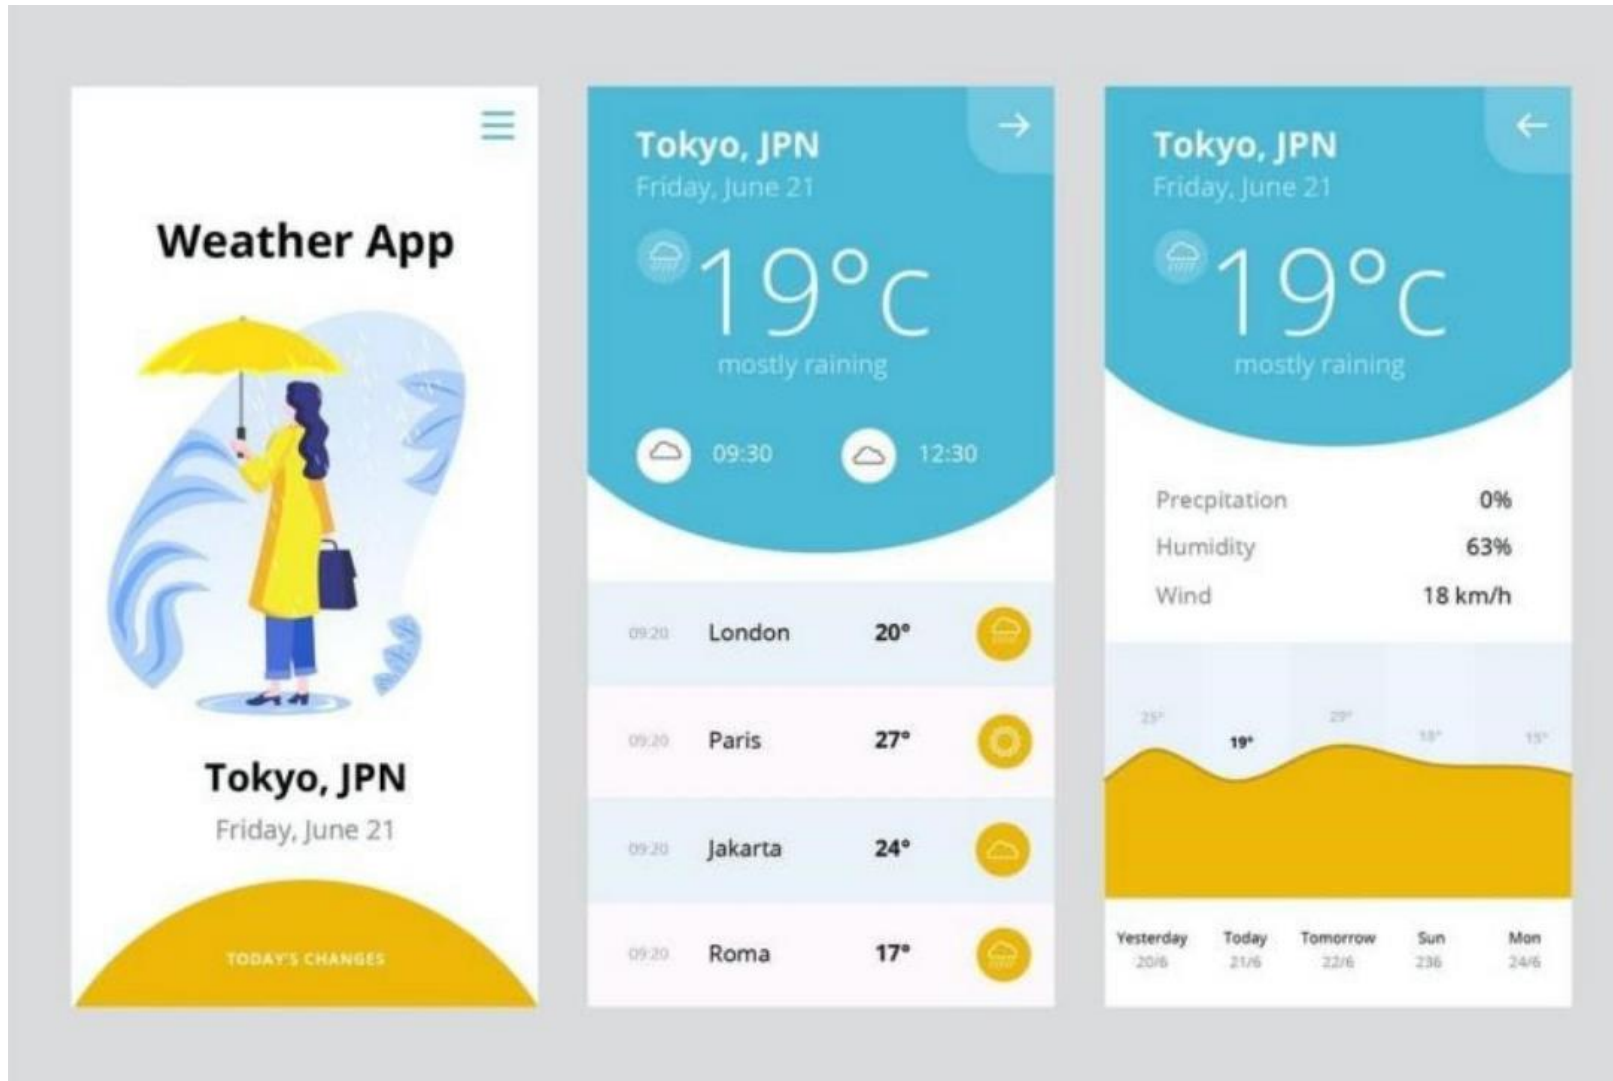 Weather App
Tokyo, JPN
Friday, June 21
TODAY'S CHANGES
Tokyo, JPN
Friday, June 21
19°c
mostly raining
09:30 12:30
09:20 London 20°
09:20 Paris 27°
09:20 Jakarta 24°
09:20 Roma 17°
Tokyo, JPN
Friday, June 21
19°c
mostly raining
Precpitation 0%
Humidity 63%
Wind 18 km/h
19°
Yesterday Today Tomorrow Sun Mon
20/6 21/6 22/6 236 24/6